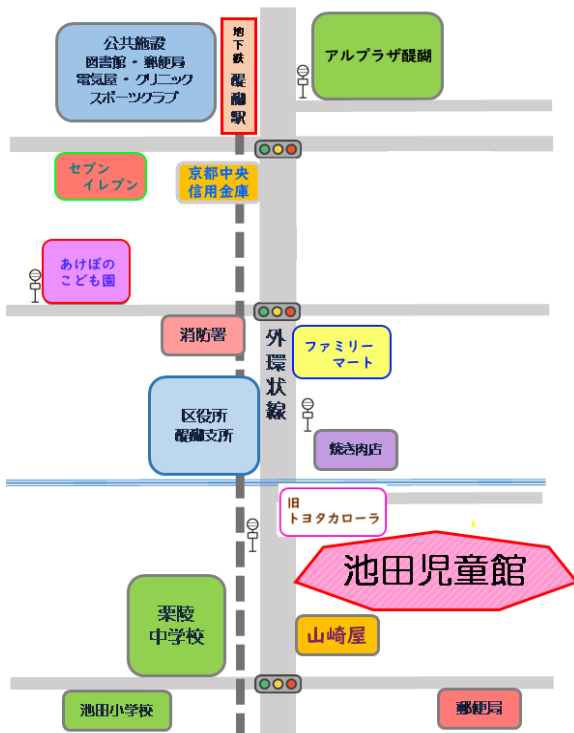 公共施設
図書館・郵便局
電気屋・クリニック
スポーツクラブ
地下鉄 醍醐駅
アルプラザ醍醐
セブン
イレブン
京都中央
信用金庫
あけぼの
こども園
消防署
外環状線
ファミリー
マート
区役所
醍醐支所
焼き肉店
旧
トヨタカローラ
池田児童館
栗陵
中学校
山崎屋
池田小学校
郵便局